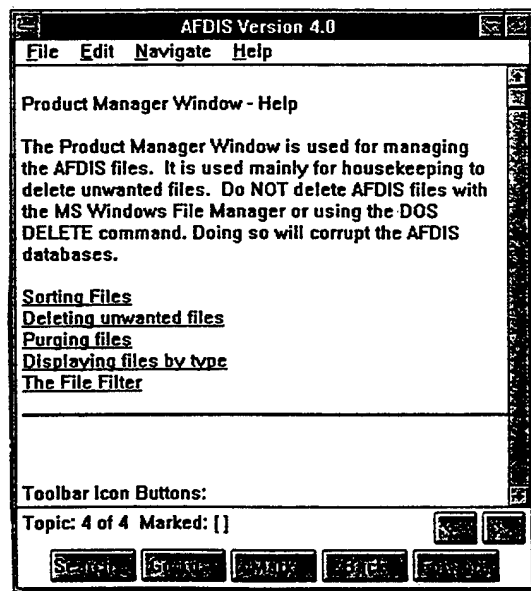 AFDIS Version 4.0
File Edit Navigate Help
Product Manager Window - Help
The Product Manager Window is used for managing
the AFDIS files. It is used mainly for housekeeping to
delete unwanted files. Do NOT delete AFDIS files with
the MS Windows File Manager or using the DOS
DELETE command. Doing so will corrupt the AFDIS
databases.
Sorting Files
Deleting unwanted files
Purging files
Displaying files by type
The File Filter
Toolbar Icon Buttons:
Topic: 4 of 4 Marked: []
Search